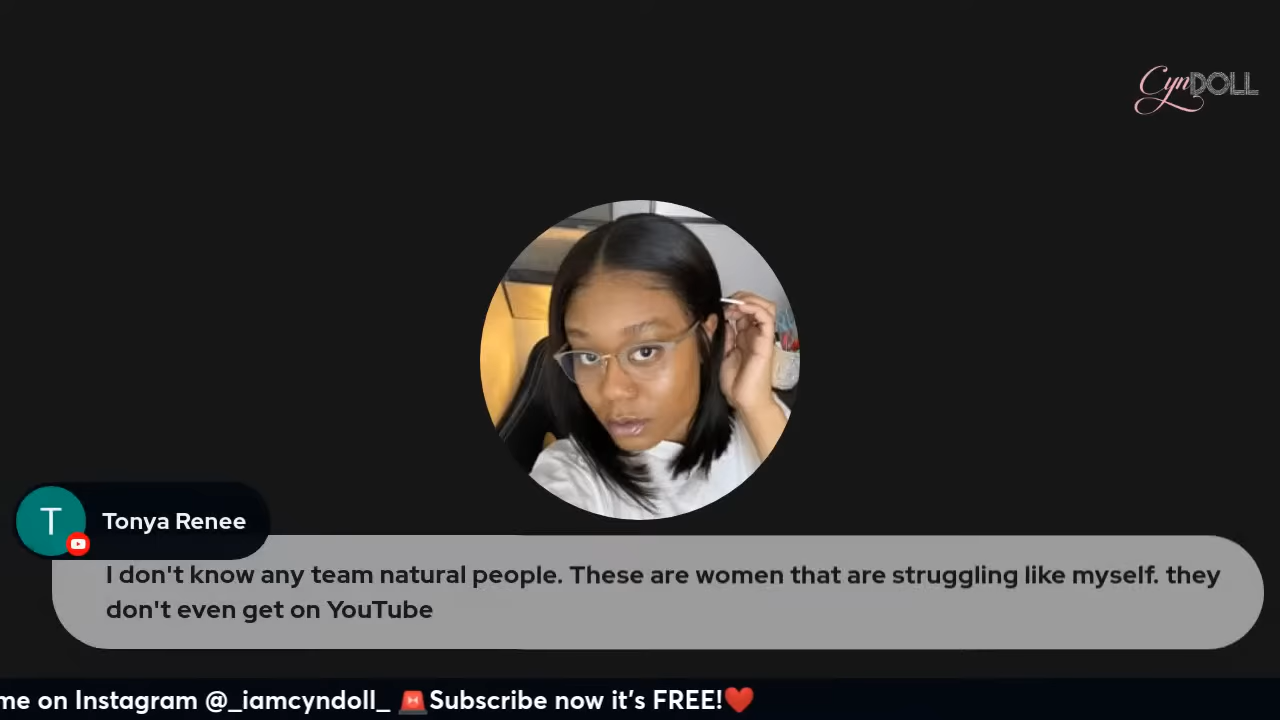 CynDOLL
T
Tonya Renee
I don't know any team natural people. These are women that are struggling like myself. they
don't even get on YouTube
me on Instagram @_iamcyndoll_ 🚨Subscribe now it's FREE!❤️